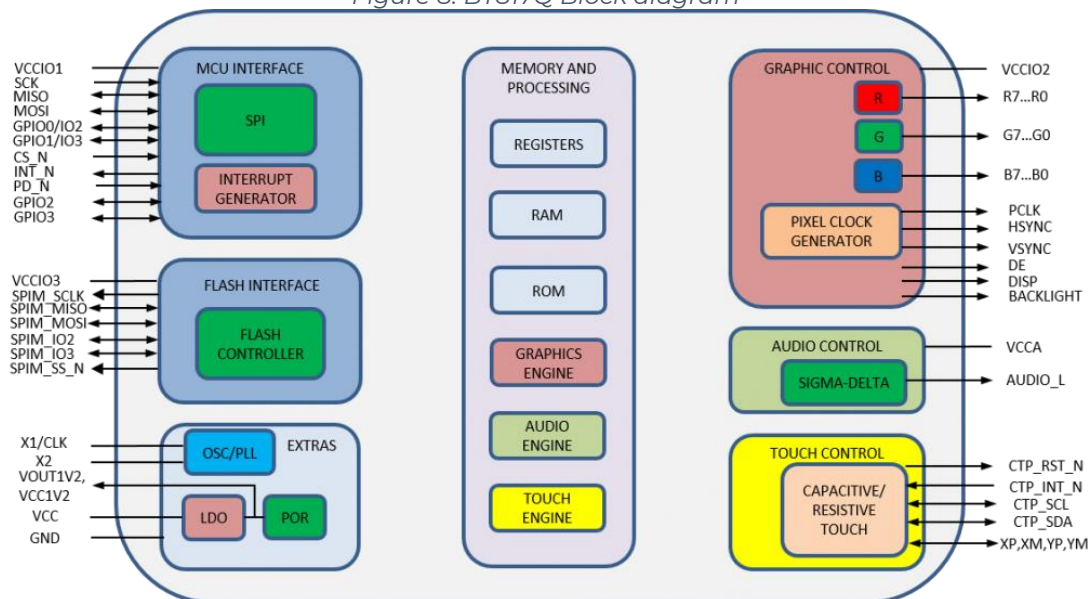 Figure 8: BT817Q Block diagram
MCU INTERFACE
VCCIO1
SCK
MISO
MOSI
GPIO0/IO2
GPIO1/IO3
CS_N
INT_N
PD_N
GPIO2
GPIO3
SPI
INTERRUPT
GENERATOR
FLASH INTERFACE
VCCIO3
SPIM_SCLK
SPIM_MISO
SPIM_MOSI
SPIM_IO2
SPIM_IO3
SPIM_SS_N
FLASH
CONTROLLER
EXTRAS
X1/CLK
X2
VOUT1V2,
VCC1V2
VCC
GND
OSC/PLL
LDO
POR
MEMORY AND
PROCESSING
REGISTERS
RAM
ROM
GRAPHICS
ENGINE
AUDIO
ENGINE
TOUCH
ENGINE
GRAPHIC CONTROL
R
G
B
PIXEL CLOCK
GENERATOR
VCCIO2
R7...R0
G7...G0
B7...B0
PCLK
HSYNC
VSYNC
DE
DISP
BACKLIGHT
AUDIO CONTROL
SIGMA-DELTA
VCCA
AUDIO_L
TOUCH CONTROL
CAPACITIVE/
RESISTIVE
TOUCH
CTP_RST_N
CTP_INT_N
CTP_SCL
CTP_SDA
XP,XM,YP,YM